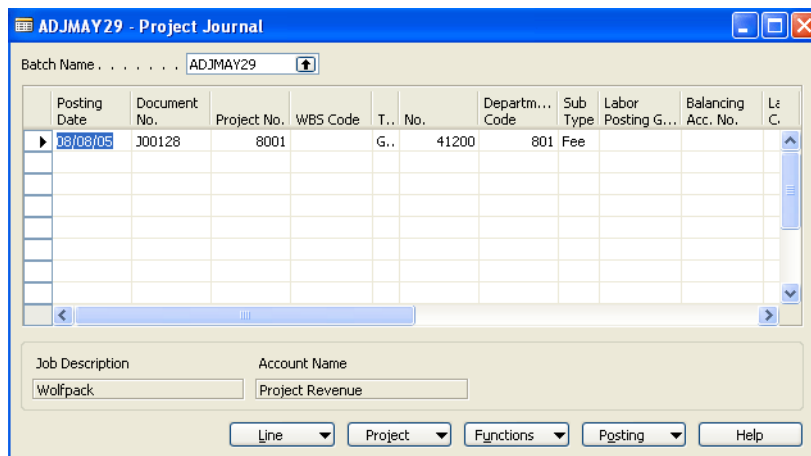 ADJMAY29 - Project Journal
Batch Name . . . . . . . ADJMAY29
Posting Date Document No. Project No. WBS Code T.. No. Departm... Code Sub Type Labor Posting G... Balancing Acc. No. La C.
08/08/05 J00128 8001 G.. 41200 801 Fee
Job Description Account Name
Wolfpack Project Revenue
Line Project Functions Posting Help